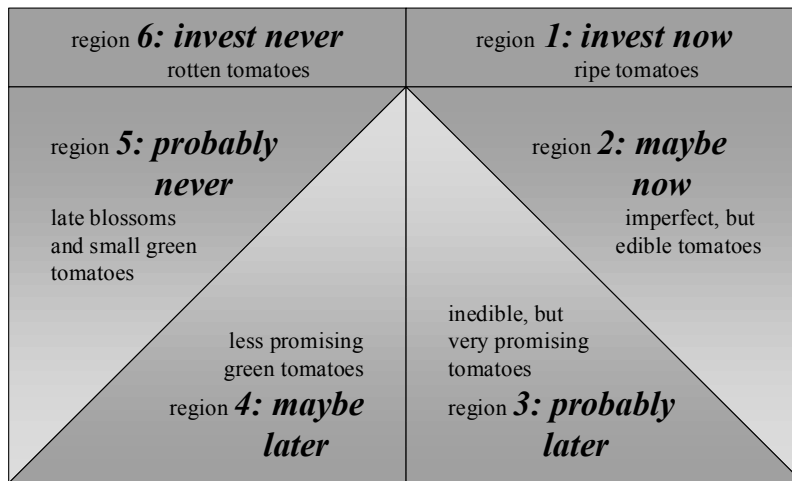 region 6: invest never
rotten tomatoes
region 1: invest now
ripe tomatoes
region 5: probably
never
late blossoms
and small green
tomatoes
region 2: maybe
now
imperfect, but
edible tomatoes
less promising
green tomatoes
region 4: maybe
later
inedible, but
very promising
tomatoes
region 3: probably
later